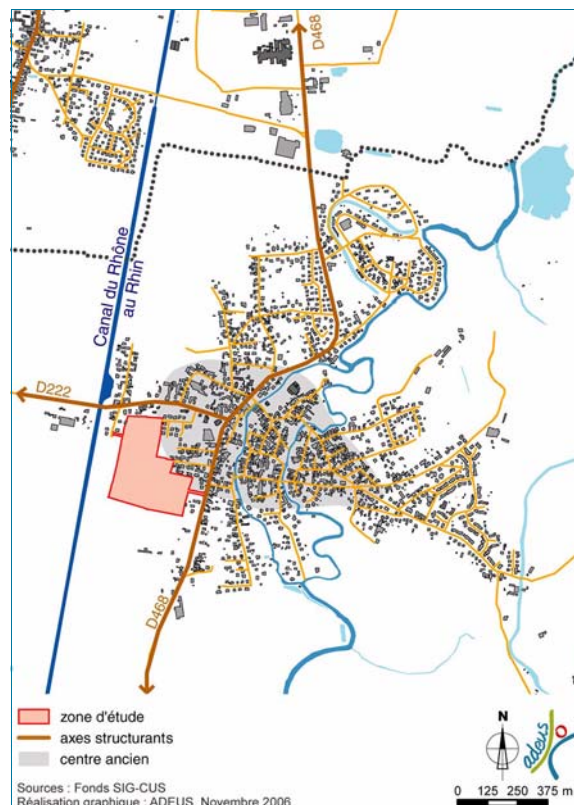 D468
Canal du Rhône
au Rhin
D222
D468
zone d'étude
axes structurants
centre ancien
N
adeus
Sources : Fonds SIG-CUS
Réalisation graphique : ADEUS, Novembre 2006
0 125 250 375 m